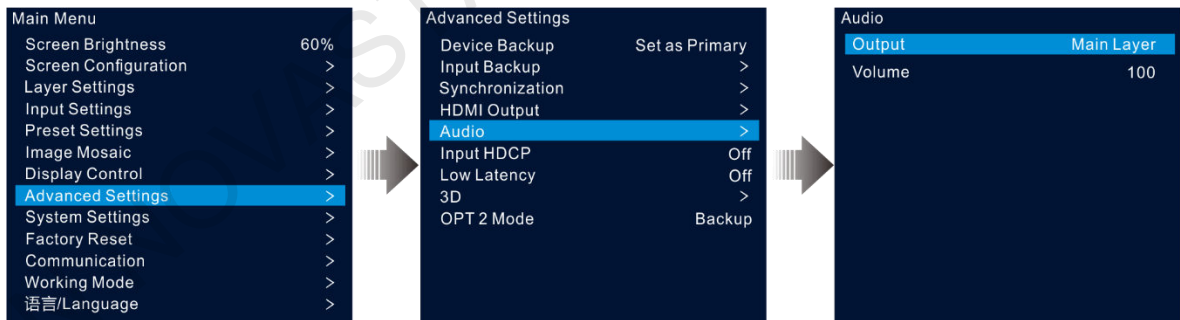 Main Menu
Screen Brightness 60%
Screen Configuration >
Layer Settings >
Input Settings >
Preset Settings >
Image Mosaic >
Display Control >
Advanced Settings >
System Settings >
Factory Reset >
Communication >
Working Mode >
语言/Language >
Advanced Settings
Device Backup Set as Primary
Input Backup >
Synchronization >
HDMI Output >
Audio >
Input HDCP Off
Low Latency Off
3D >
OPT 2 Mode Backup
Audio
Output Main Layer
Volume 100